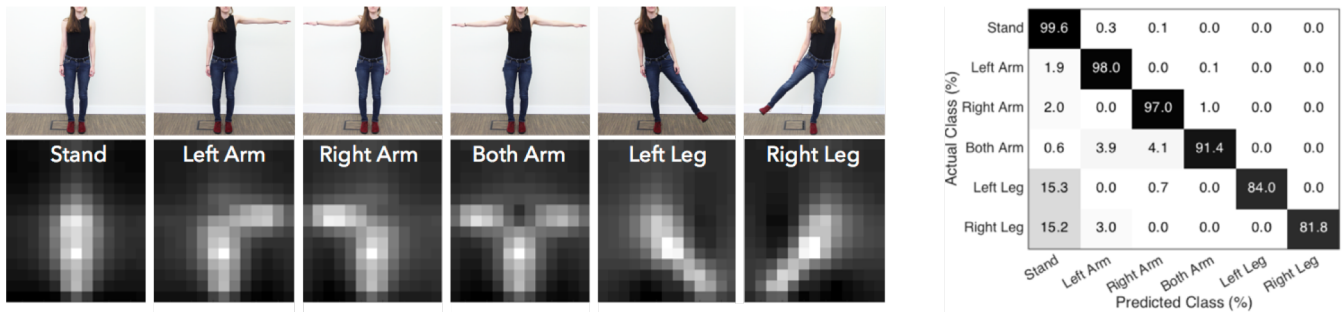 Stand Left Arm Right Arm Both Arm Left Leg Right Leg
Actual Class (%)
Stand 99.6 0.3 0.1 0.0 0.0 0.0
Left Arm 1.9 98.0 0.0 0.1 0.0 0.0
Right Arm 2.0 0.0 97.0 1.0 0.0 0.0
Both Arm 0.6 3.9 4.1 91.4 0.0 0.0
Left Leg 15.3 0.0 0.7 0.0 84.0 0.0
Right Leg 15.2 3.0 0.0 0.0 0.0 81.8
Stand Left Arm Right Arm Both Arm Left Leg Right Leg
Predicted Class (%)